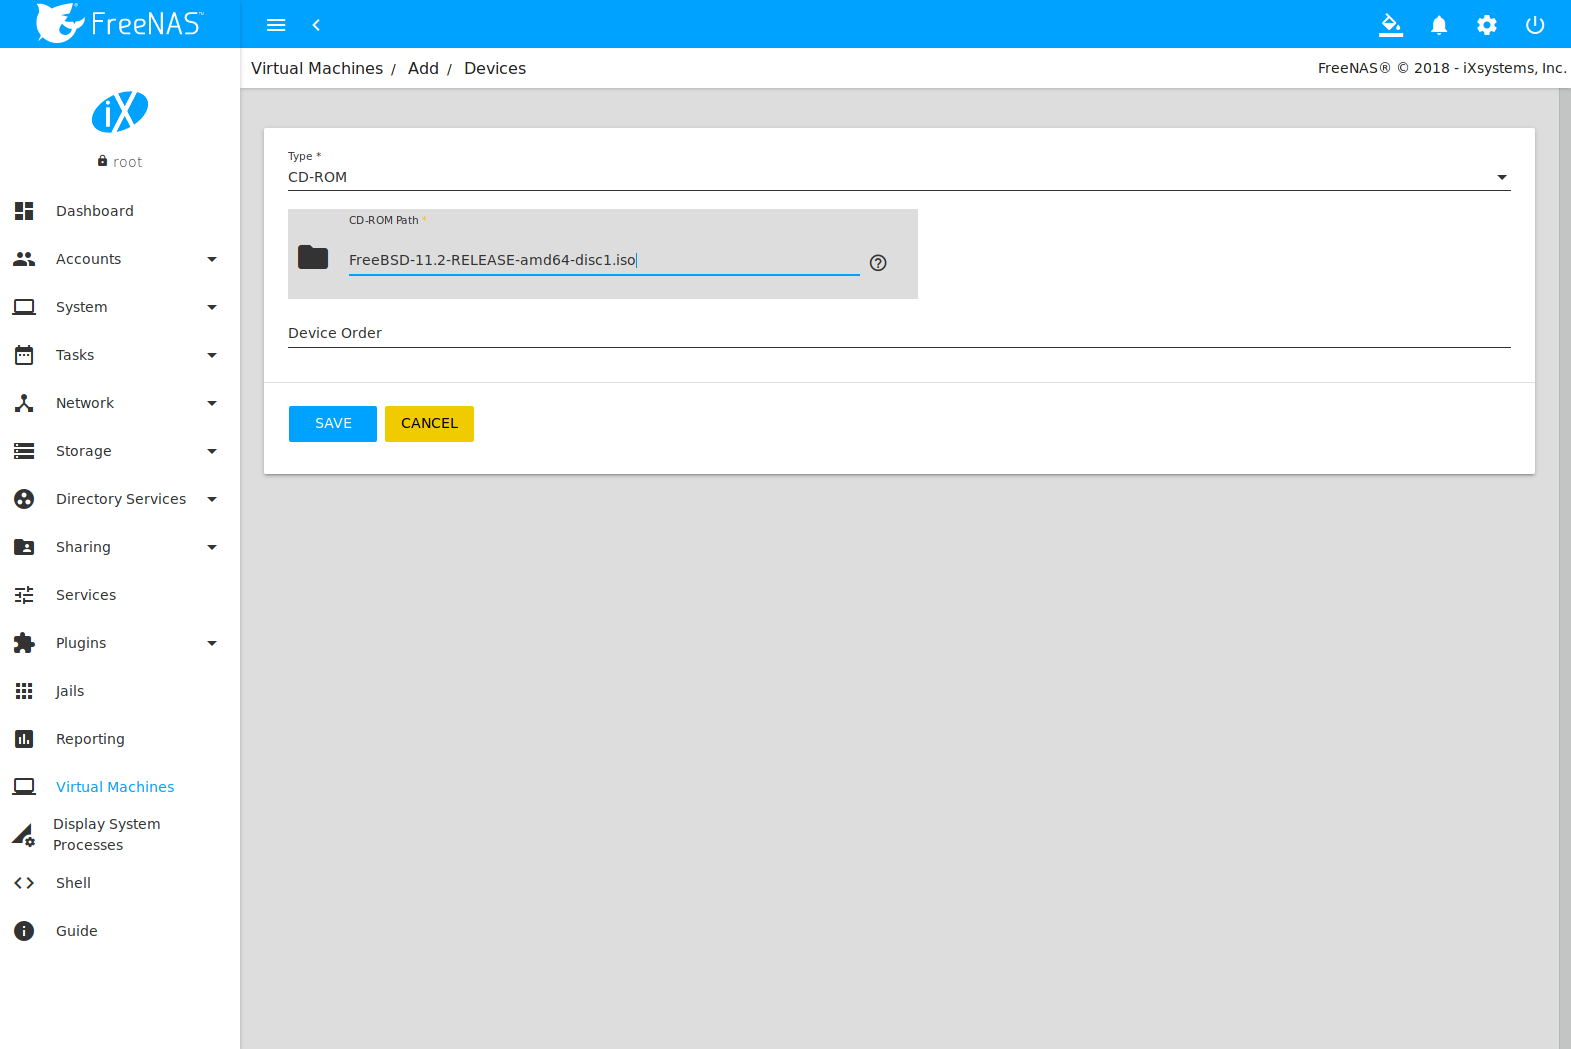 FreeNAS™
Virtual Machines / Add / Devices
FreeNAS® © 2018 - iXsystems, Inc.
iX
root
Dashboard
Accounts
System
Tasks
Network
Storage
Directory Services
Sharing
Services
Plugins
Jails
Reporting
Virtual Machines
Display System
Processes
Shell
Guide
Type *
CD-ROM
CD-ROM Path *
FreeBSD-11.2-RELEASE-amd64-disc1.iso
Device Order
SAVE
CANCEL